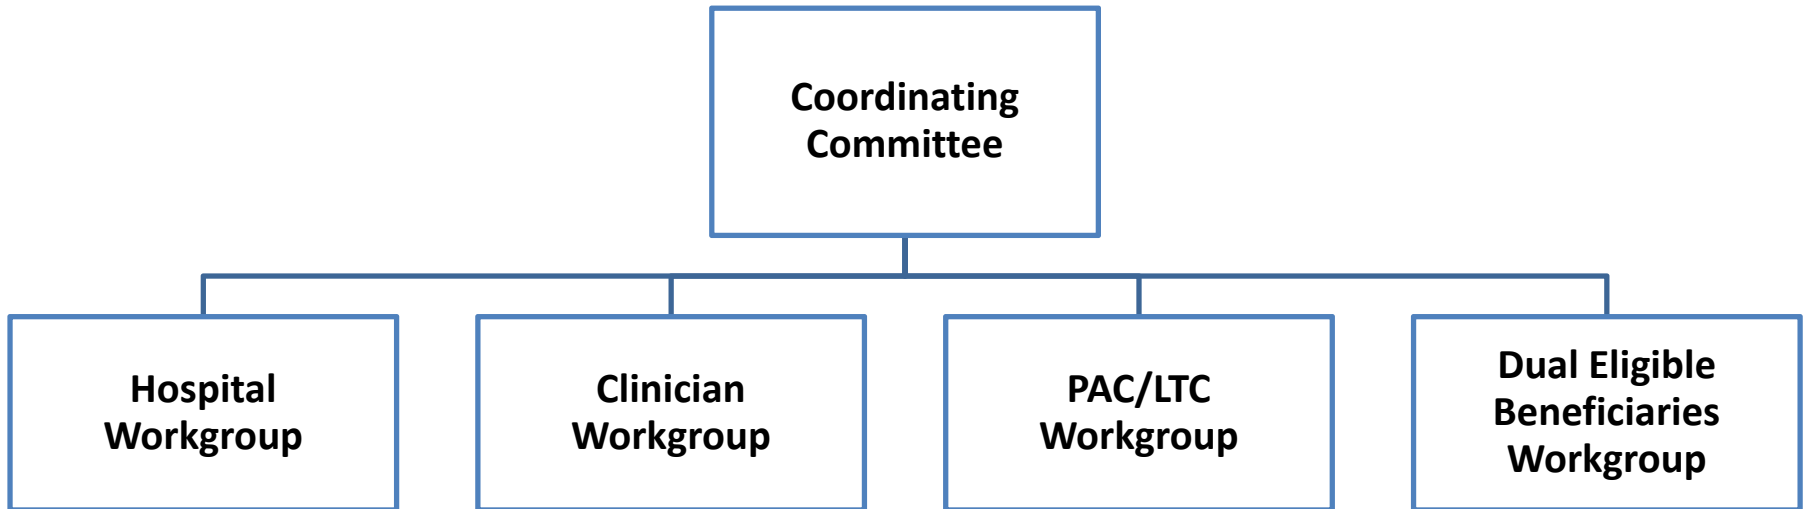 Coordinating
Committee
Hospital
Workgroup
Clinician
Workgroup
PAC/LTC
Workgroup
Dual Eligible
Beneficiaries
Workgroup